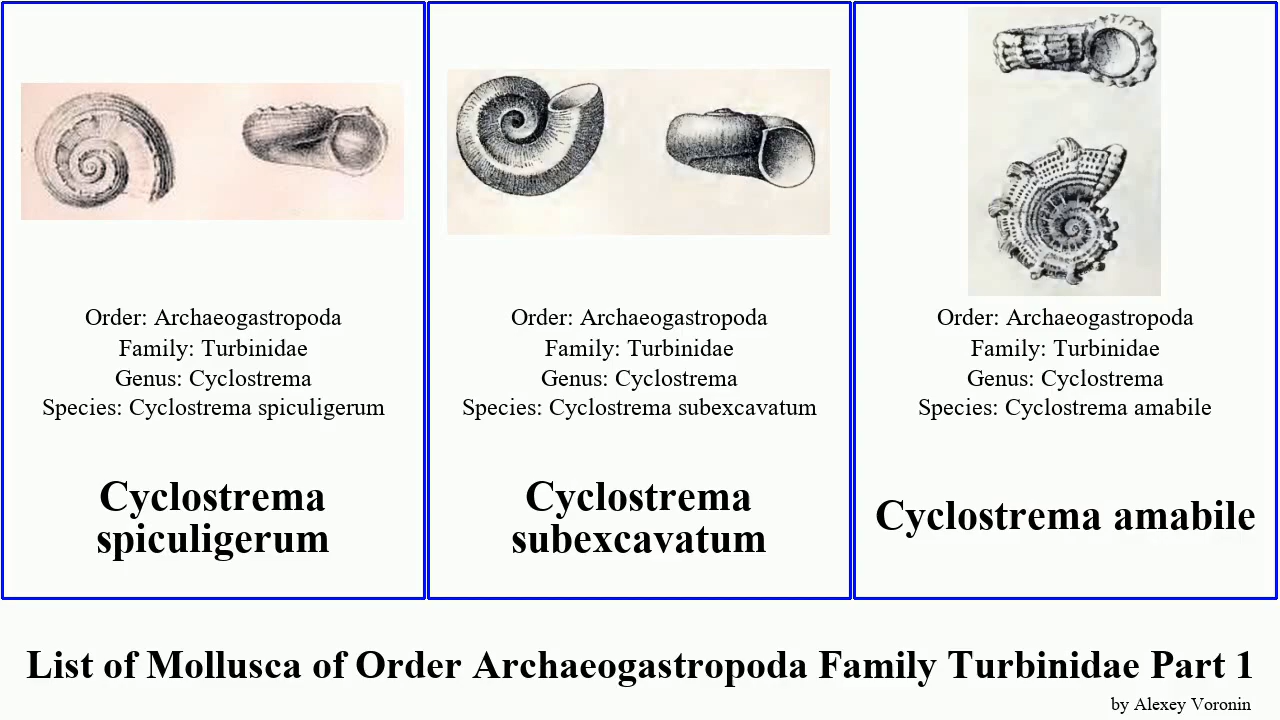 Order: Archaeogastropoda
Family: Turbinidae
Genus: Cyclostrema
Species: Cyclostrema spiculigerum
Cyclostrema
spiculigerum
Order: Archaeogastropoda
Family: Turbinidae
Genus: Cyclostrema
Species: Cyclostrema subexcavatum
Cyclostrema
subexcavatum
Order: Archaeogastropoda
Family: Turbinidae
Genus: Cyclostrema
Species: Cyclostrema amabile
Cyclostrema amabile
List of Mollusca of Order Archaeogastropoda Family Turbinidae Part 1
by Alexey Voronin